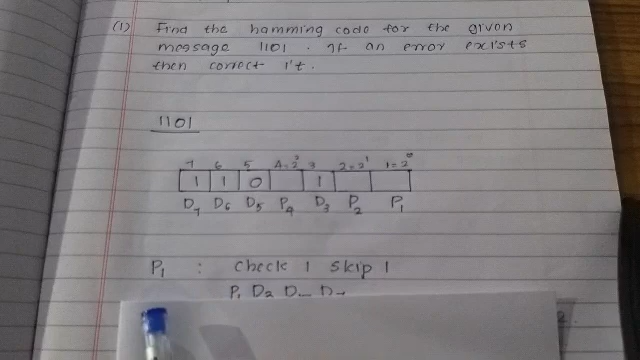 (1) Find the hamming code for the given
message 1101. If an error exists
then correct it.
1101
7 6 5 4=2² 3 2=2¹ 1=2⁰
1 1 0 1
D₇ D₆ D₅ P₄ D₃ P₂ P₁
P₁ : check 1 skip 1
P₁ D₃